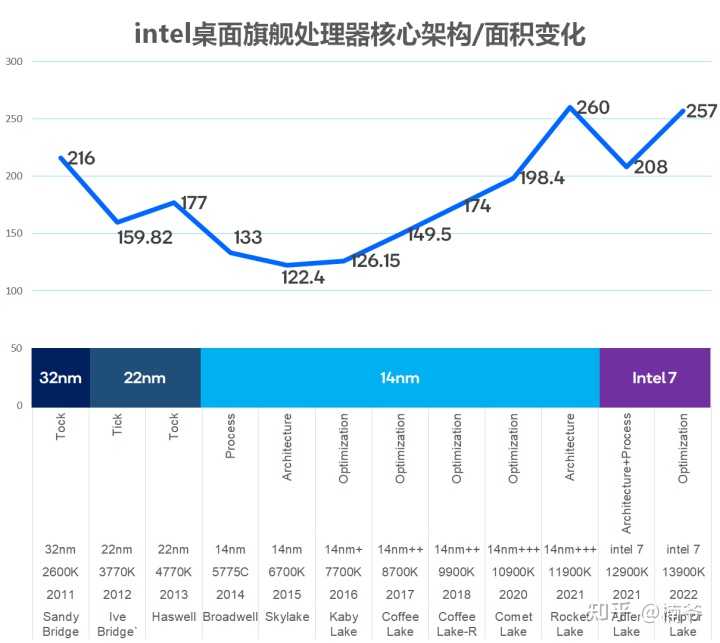 intel桌面旗舰处理器核心架构/面积变化
300
250
200
150
100
50
0
216
159.82
177
133
122.4
126.15
149.5
174
198.4
260
208
257
32nm 22nm 14nm Intel 7
Tock Tick Tock Process Architecture Optimization Optimization Optimization Optimization Architecture Architecture+Process Optimization
32nm 22nm 22nm 14nm 14nm 14nm+ 14nm++ 14nm++ 14nm+++ 14nm+++ intel 7 intel 7
2600K 3770K 4770K 5775C 6700K 7700K 8700K 9900K 10900K 11900K 12900K 13900K
2011 2012 2013 2014 2015 2016 2017 2018 2020 2021 2021 2022
Sandy Ive Haswell Broadwell Skylake Kaby Coffee Coffee Comet Rocket Adler
Bridge Bridge` Lake Lake Lake-R Lake Lake Lake Lake
知乎